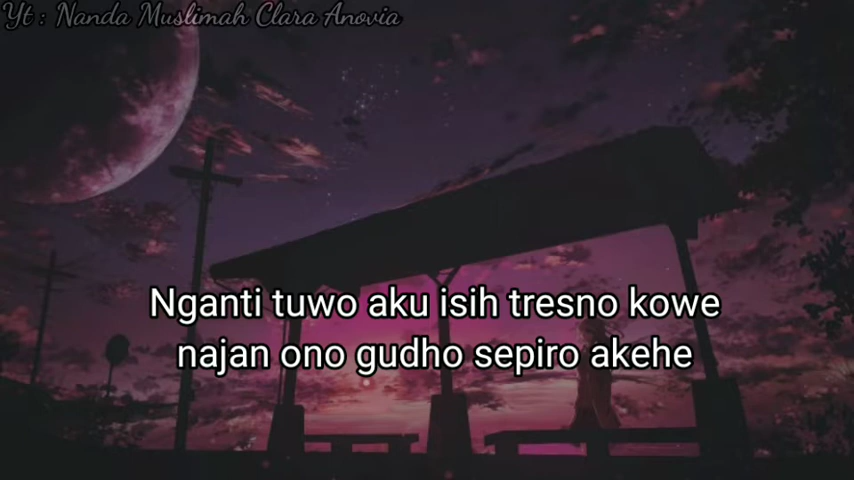 Yt : Nanda Muslimah Clara Anovia
Nganti tuwo aku isih tresno kowe
najan ono gudho sepiro akehe